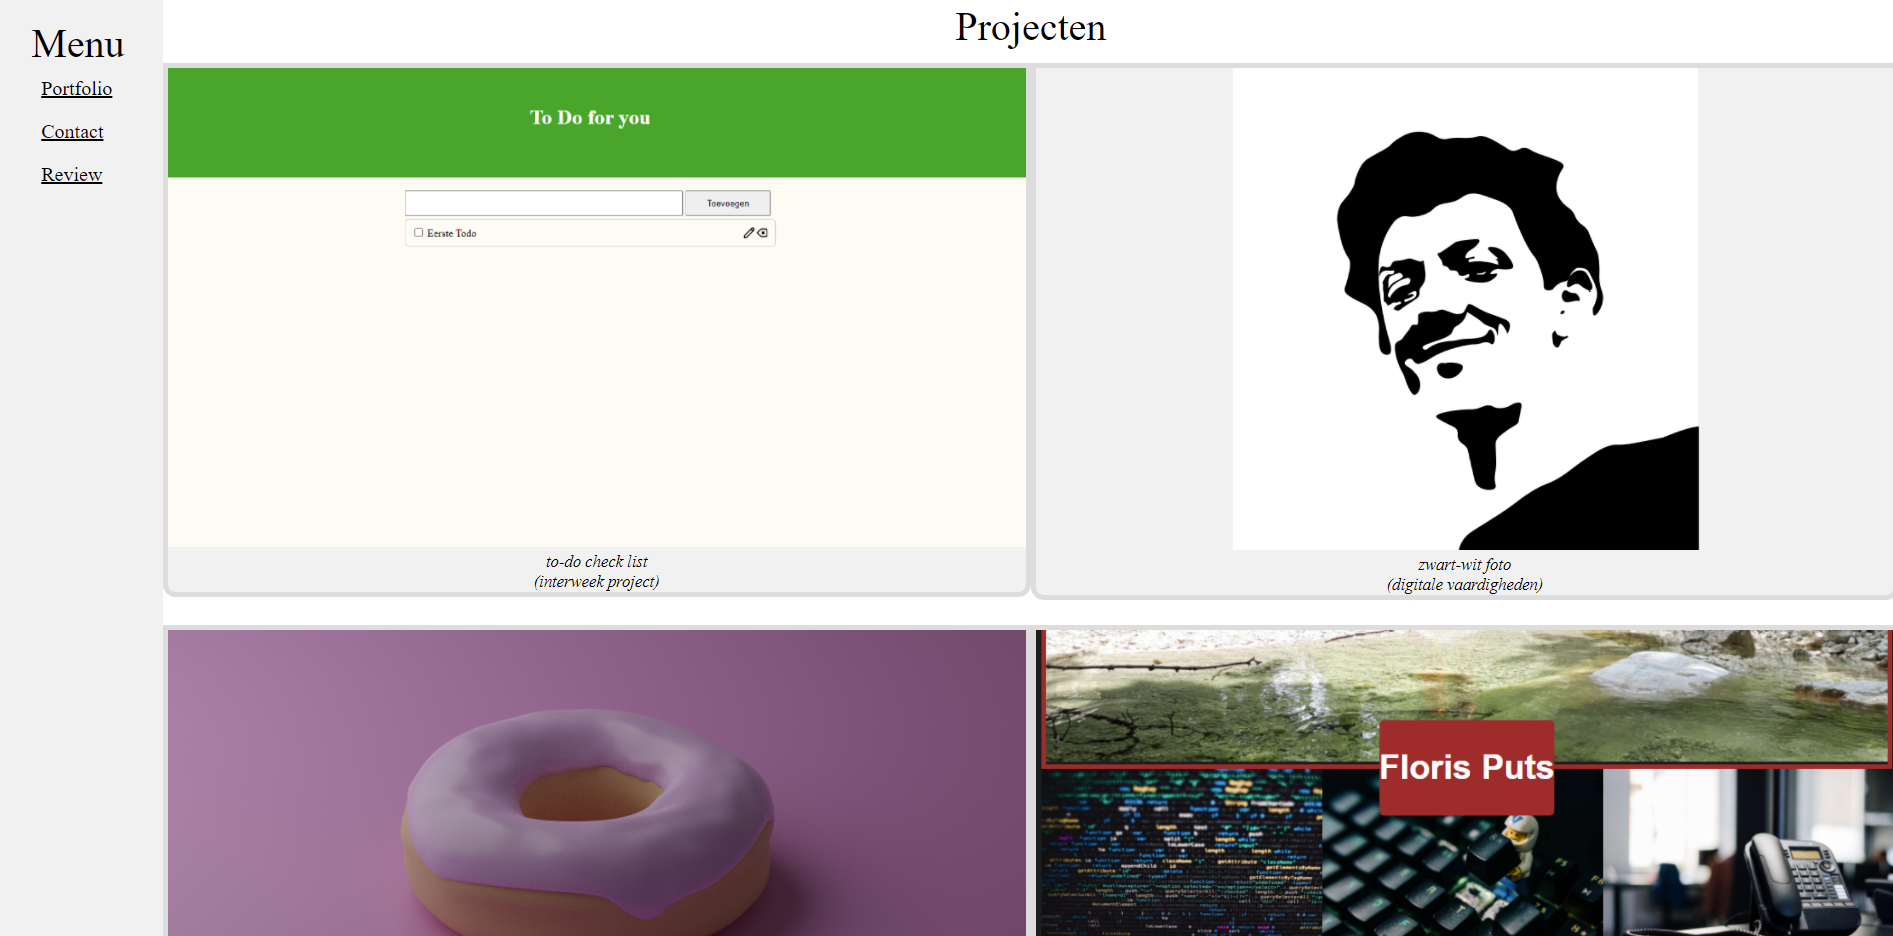 Menu
Portfolio
Contact
Review
Projecten
To Do for you
Toevoegen
Eerste Todo
to-do check list
(interweek project)
zwart-wit foto
(digitale vaardigheden)
Floris Puts